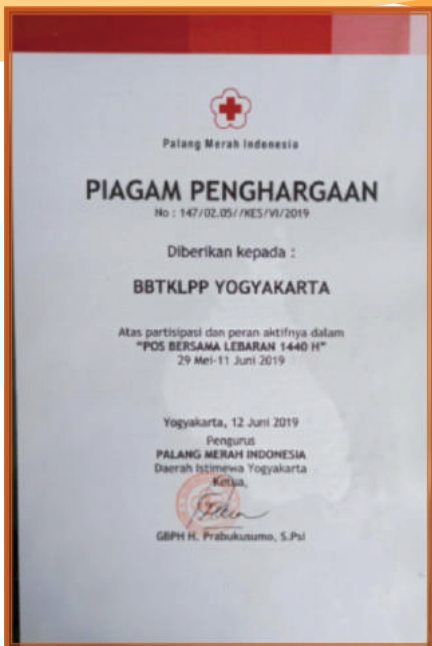 Palang Merah Indonesia
PIAGAM PENGHARGAAN
No : 147/02.05//KES/VI/2019
Diberikan kepada :
BBTKLPP YOGYAKARTA
Atas partisipasi dan peran aktifnya dalam
"POS BERSAMA LEBARAN 1440 H"
29 Mei-11 Juni 2019
Yogyakarta, 12 Juni 2019
Pengurus
PALANG MERAH INDONESIA
Daerah Istimewa Yogyakarta
Ketua,
GBPH H. Prabukusumo, S.Psi